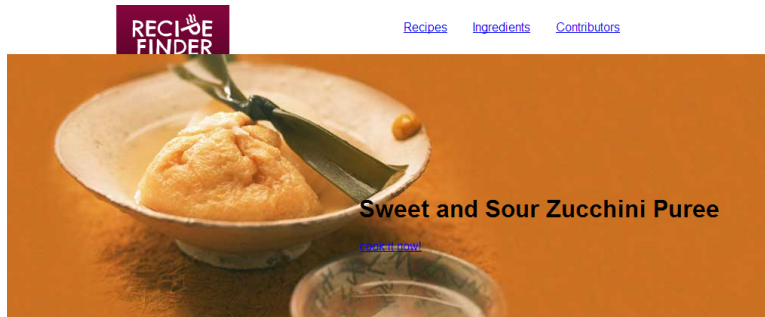 RECIPE
FINDER
Recipes Ingredients Contributors
Sweet and Sour Zucchini Puree
cook it now!